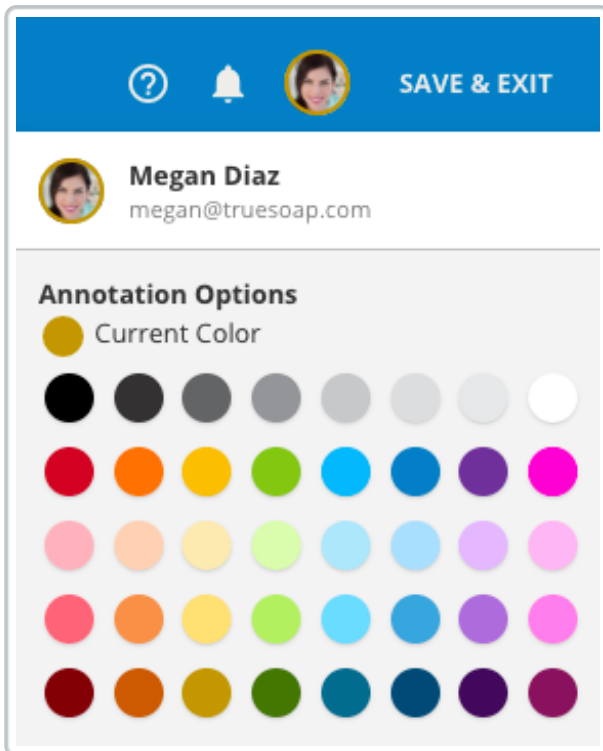 SAVE & EXIT
Megan Diaz
megan@truesoap.com
Annotation Options
Current Color